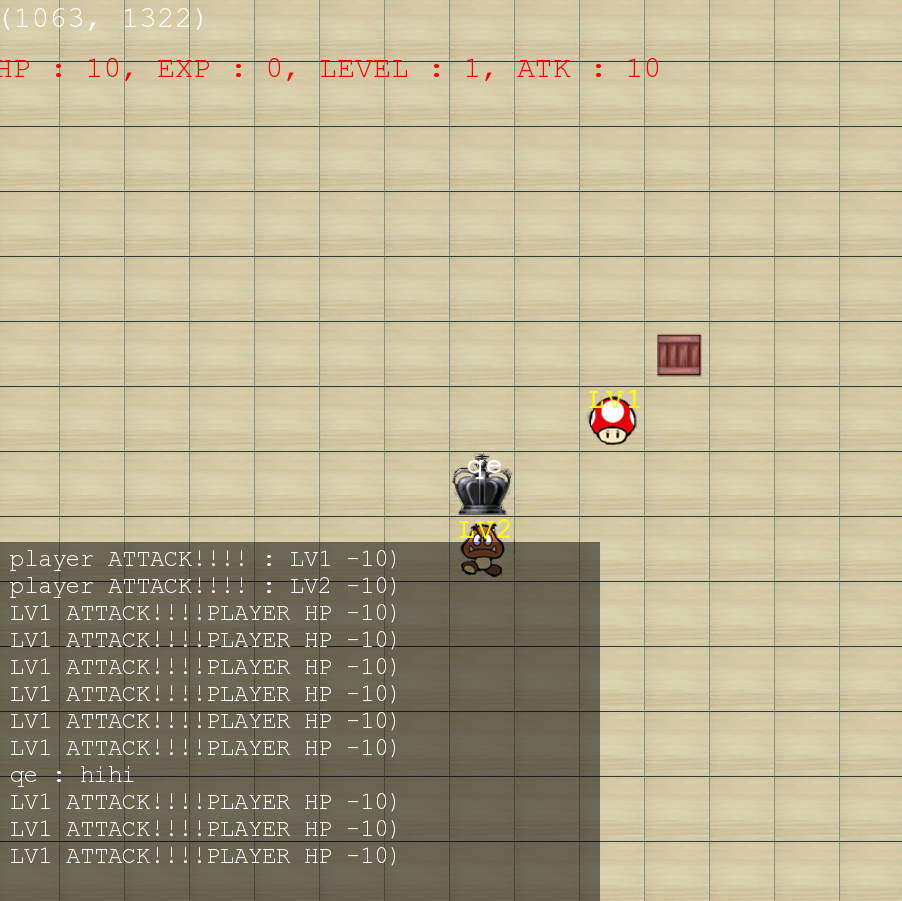 (1063, 1322)
HP : 10, EXP : 0, LEVEL : 1, ATK : 10
LV1
qe
LV2
player ATTACK!!!! : LV1 -10)
player ATTACK!!!! : LV2 -10)
LV1 ATTACK!!!!PLAYER HP -10)
LV1 ATTACK!!!!PLAYER HP -10)
LV1 ATTACK!!!!PLAYER HP -10)
LV1 ATTACK!!!!PLAYER HP -10)
LV1 ATTACK!!!!PLAYER HP -10)
LV1 ATTACK!!!!PLAYER HP -10)
qe : hihi
LV1 ATTACK!!!!PLAYER HP -10)
LV1 ATTACK!!!!PLAYER HP -10)
LV1 ATTACK!!!!PLAYER HP -10)